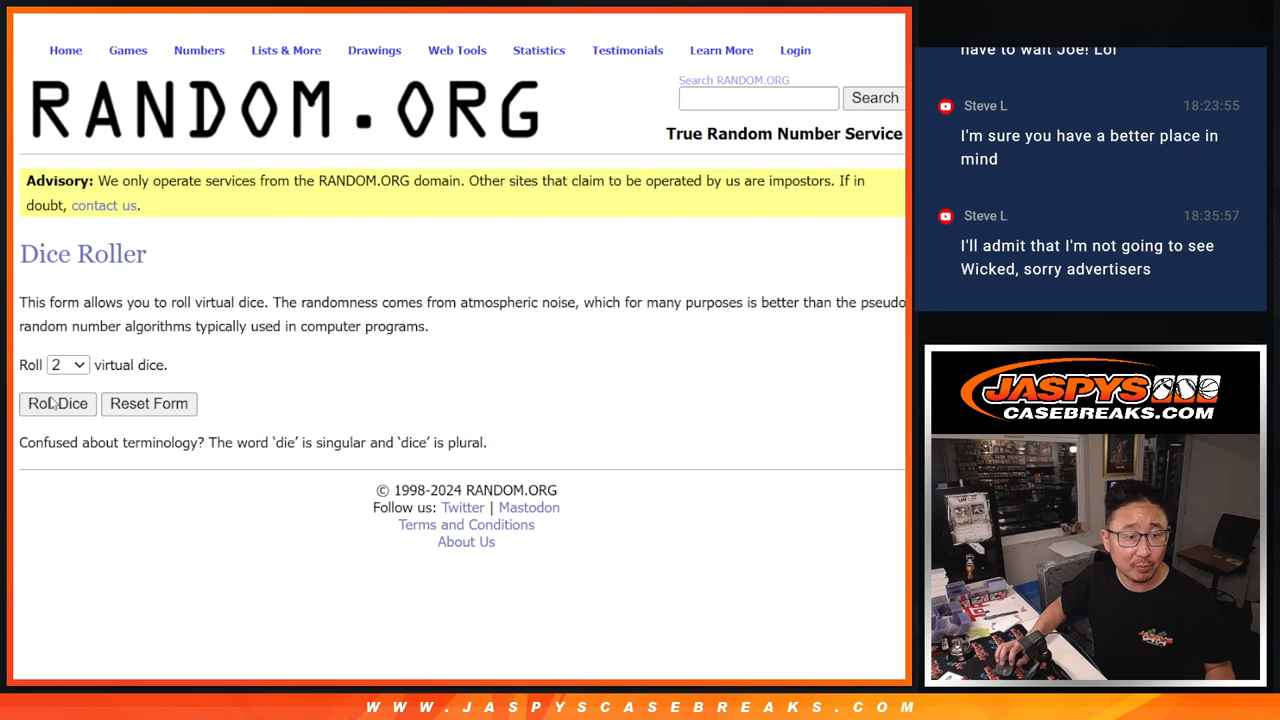 Home Games Numbers Lists & More Drawings Web Tools Statistics Testimonials Learn More Login
RANDOM.ORG
Search RANDOM.ORG
Search
True Random Number Service
Advisory: We only operate services from the RANDOM.ORG domain. Other sites that claim to be operated by us are impostors. If in
doubt, contact us.
Dice Roller
This form allows you to roll virtual dice. The randomness comes from atmospheric noise, which for many purposes is better than the pseudo
random number algorithms typically used in computer programs.
Roll 2 virtual dice.
Roll Dice Reset Form
Confused about terminology? The word ‘die’ is singular and ‘dice’ is plural.
© 1998-2024 RANDOM.ORG
Follow us: Twitter | Mastodon
Terms and Conditions
About Us
have to wait Joe! Lol
Steve L 18:23:55
I'm sure you have a better place in
mind
Steve L 18:35:57
I'll admit that I'm not going to see
Wicked, sorry advertisers
JASPYS
CASEBREAKS.COM
WWW.JASPYSCASEBREAKS.COM